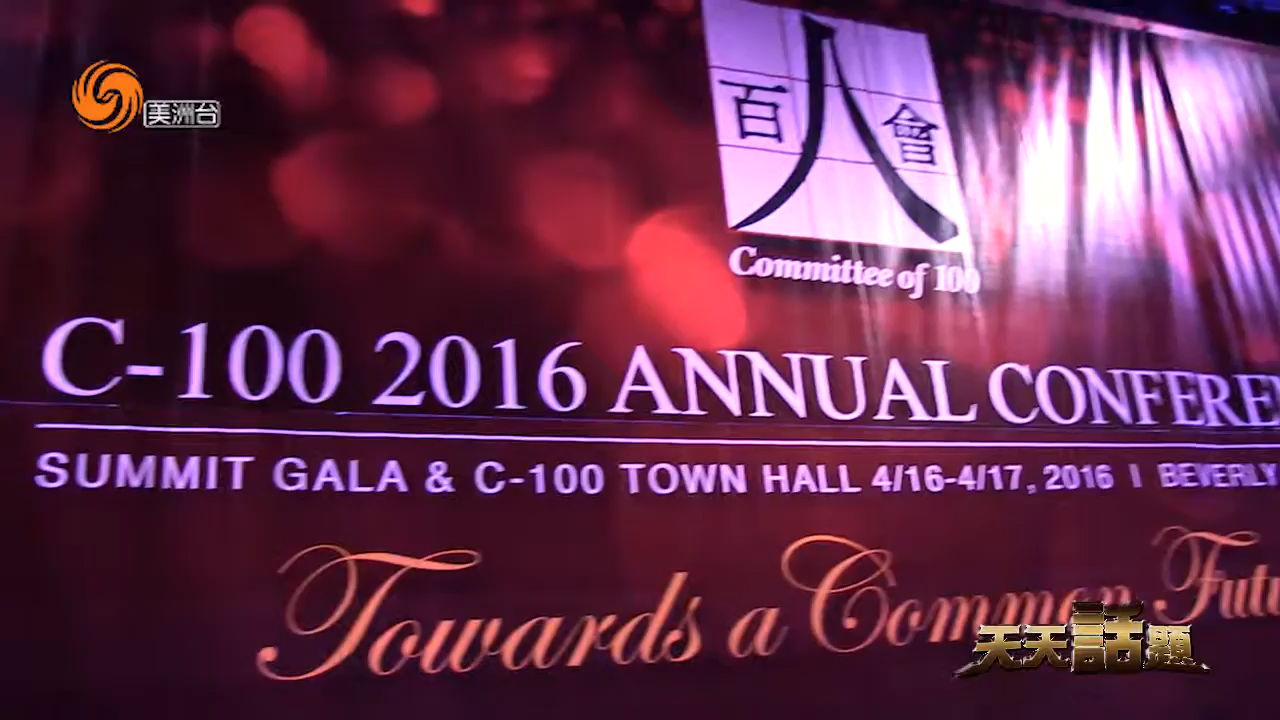 美洲台
百人會
Committee of 100
C-100 2016 ANNUAL CONFERE
SUMMIT GALA & C-100 TOWN HALL 4/16-4/17, 2016 | BEVERLY
Towards a Common Futu
天天話題